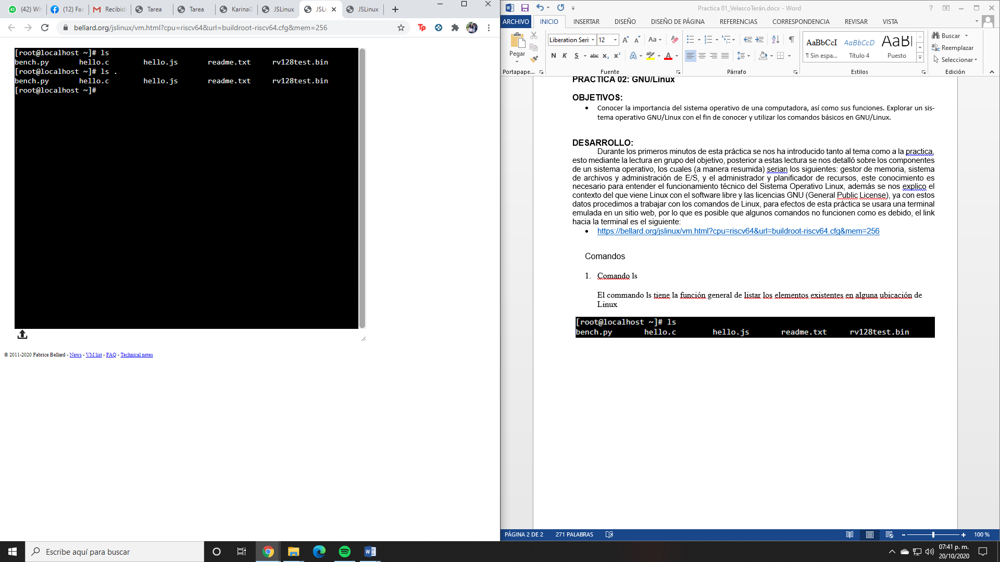 (42) Wh
(12) Fac
Recibid
Tarea
Tarea
KarinaG
JSLinux
JSLi
JSLinux
bellard.org/jslinux/vm.html?cpu=riscv64&url=buildroot-riscv64.cfg&mem=256
[root@localhost ~]# ls
bench.py hello.c hello.js readme.txt rv128test.bin
[root@localhost ~]# ls .
bench.py hello.c hello.js readme.txt rv128test.bin
[root@localhost ~]#
© 2011-2020 Fabrice Bellard - News - VM list - FAQ - Technical notes
Practica 01_VelascoTerán.docx - Word
ARCHIVO INICIO INSERTAR DISEÑO DISEÑO DE PÁGINA REFERENCIAS CORRESPONDENCIA REVISAR VISTA
Pegar
Portapape...
Liberation Seri 12
Aa
N K S abc x₂ x²
Fuente
Párrafo
AaBbCcI AaBbCcD AaBI
¶ Sin espa... Título 4 Puesto
Estilos
Buscar
Reemplazar
Seleccionar
Edición
PRACTICA 02: GNU/Linux
OBJETIVOS:
• Conocer la importancia del sistema operativo de una computadora, así como sus funciones. Explorar un sis-
tema operativo GNU/Linux con el fin de conocer y utilizar los comandos básicos en GNU/Linux.
DESARROLLO:
Durante los primeros minutos de esta práctica se nos ha introducido tanto al tema como a la practica,
esto mediante la lectura en grupo del objetivo, posterior a estas lectura se nos detalló sobre los componentes
de un sistema operativo, los cuales (a manera resumida) serian los siguientes: gestor de memoria, sistema
de archivos y administración de E/S, y el administrador y planificador de recursos, este conocimiento es
necesario para entender el funcionamiento técnico del Sistema Operativo Linux, además se nos explico el
contexto del que viene Linux con el software libre y las licencias GNU (General Public License), ya con estos
datos procedimos a trabajar con los comandos de Linux, para efectos de esta práctica se usara una terminal
emulada en un sitio web, por lo que es posible que algunos comandos no funcionen como es debido, el link
hacia la terminal es el siguiente:
• https://bellard.org/jslinux/vm.html?cpu=riscv64&url=buildroot-riscv64.cfg&mem=256
Comandos
1. Comando ls
El commando ls tiene la función general de listar los elementos existentes en alguna ubicación de
Linux
[root@localhost ~]# ls
bench.py hello.c hello.js readme.txt rv128test.bin
PÁGINA 2 DE 2 271 PALABRAS
100 %
Escribe aquí para buscar
07:41 p. m.
20/10/2020